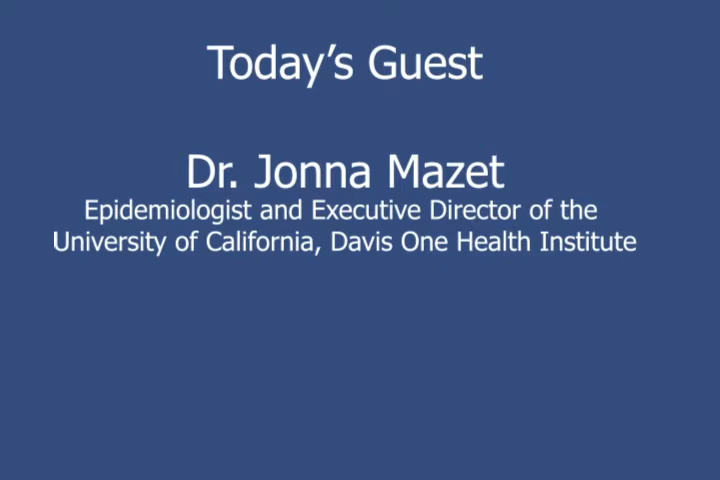 Today’s Guest
Dr. Jonna Mazet
Epidemiologist and Executive Director of the
University of California, Davis One Health Institute